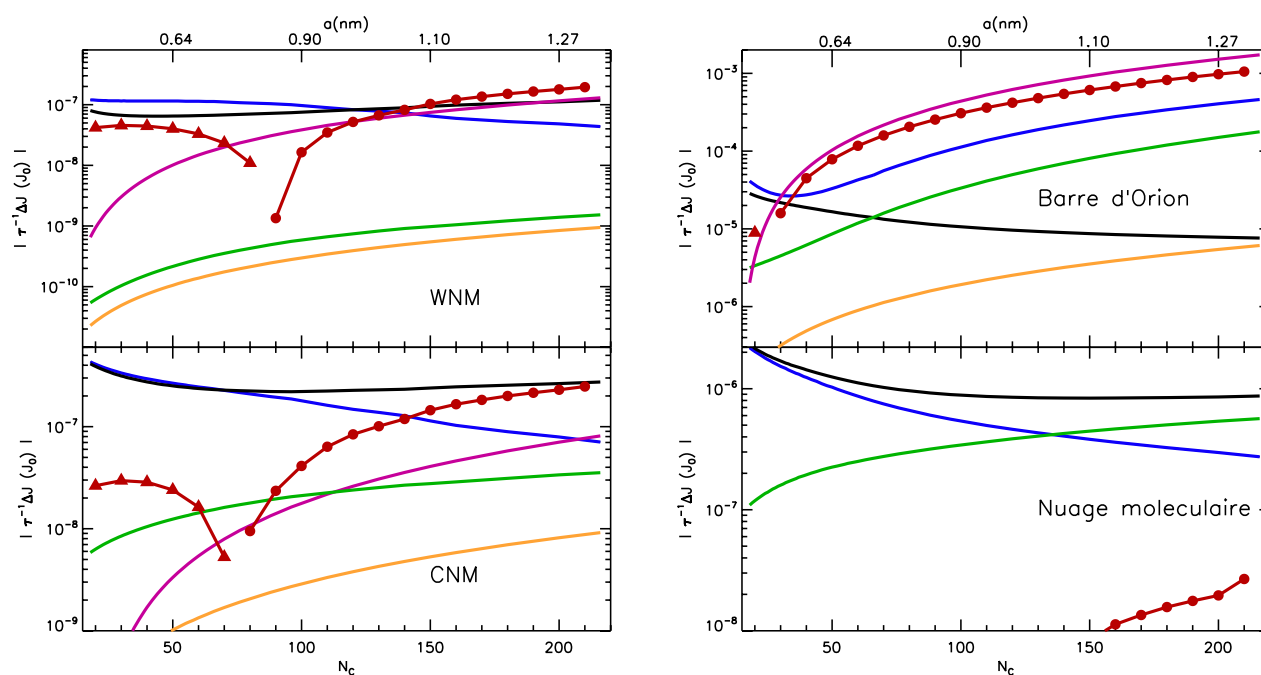 a(nm)
0.64 0.90 1.10 1.27
10⁻⁷
10⁻⁸
10⁻⁹
10⁻¹⁰
| τ⁻¹ΔJ (J₀) |
WNM
10⁻⁷
10⁻⁸
10⁻⁹
| τ⁻¹ΔJ (J₀) |
CNM
50 100 150 200
N_C
a(nm)
0.64 0.90 1.10 1.27
10⁻³
10⁻⁴
10⁻⁵
10⁻⁶
| τ⁻¹ΔJ (J₀) |
Barre d'Orion
10⁻⁶
10⁻⁷
10⁻⁸
| τ⁻¹ΔJ (J₀) |
Nuage moleculaire
50 100 150 200
N_C